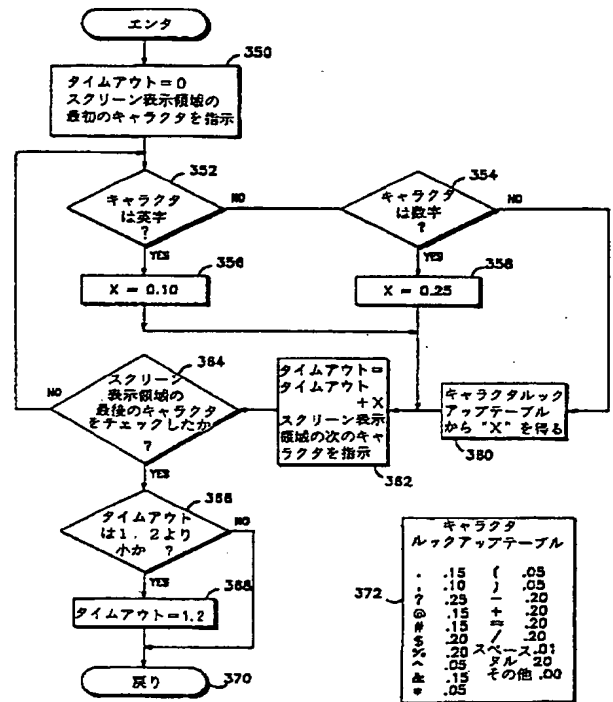 エンタ
350
タイムアウト=0
スクリーン表示領域の
最初のキャラクタを指示
352
キャラクタ
は英字
?
NO
YES
354
キャラクタ
は数字
?
NO
YES
356
X = 0.10
358
X = 0.25
364
スクリーン
表示領域の
最後のキャラクタ
をチェックしたか
?
NO
YES
タイムアウト=
タイムアウト
+X
スクリーン表示
領域の次のキャ
ラクタを指示
362
キャラクタルック
アップテーブル
から "X" を得る
360
366
タイムアウト
は1.2より
小か ?
NO
YES
368
タイムアウト=1.2
戻り
370
372
キャラクタ
ルックアップテーブル
. .15 ( .05
, .10 ) .05
? .25 - .20
@ .15 + .20
# .15 = .20
$ .20 / .20
% .20 スペース .01
^ .05 ヌル .20
& .15 その他 .00
* .05